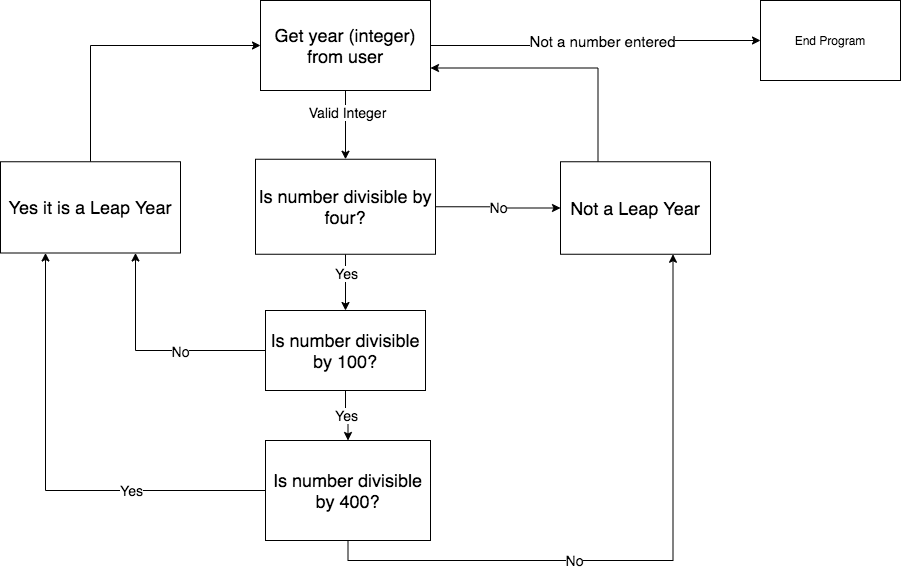 Get year (integer)
from user
Not a number entered
End Program
Valid Integer
Yes it is a Leap Year
Is number divisible by
four?
No
Not a Leap Year
Yes
Is number divisible
by 100?
No
Yes
Is number divisible
by 400?
Yes
No